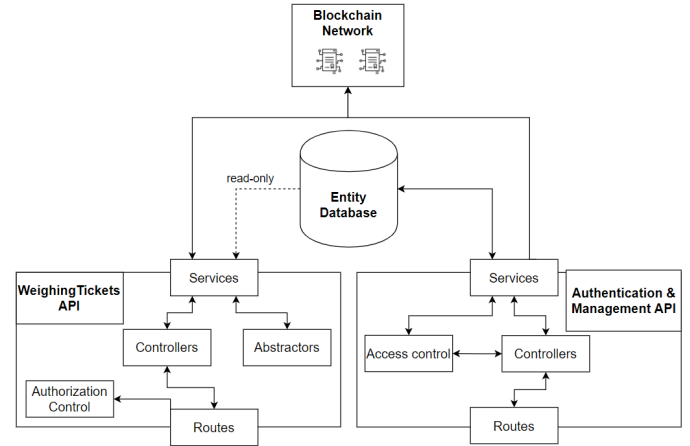 Blockchain
Network
read-only
Entity
Database
Services
Services
WeighingTickets
API
Authentication &
Management API
Controllers
Abstractors
Access control
Controllers
Authorization
Control
Routes
Routes